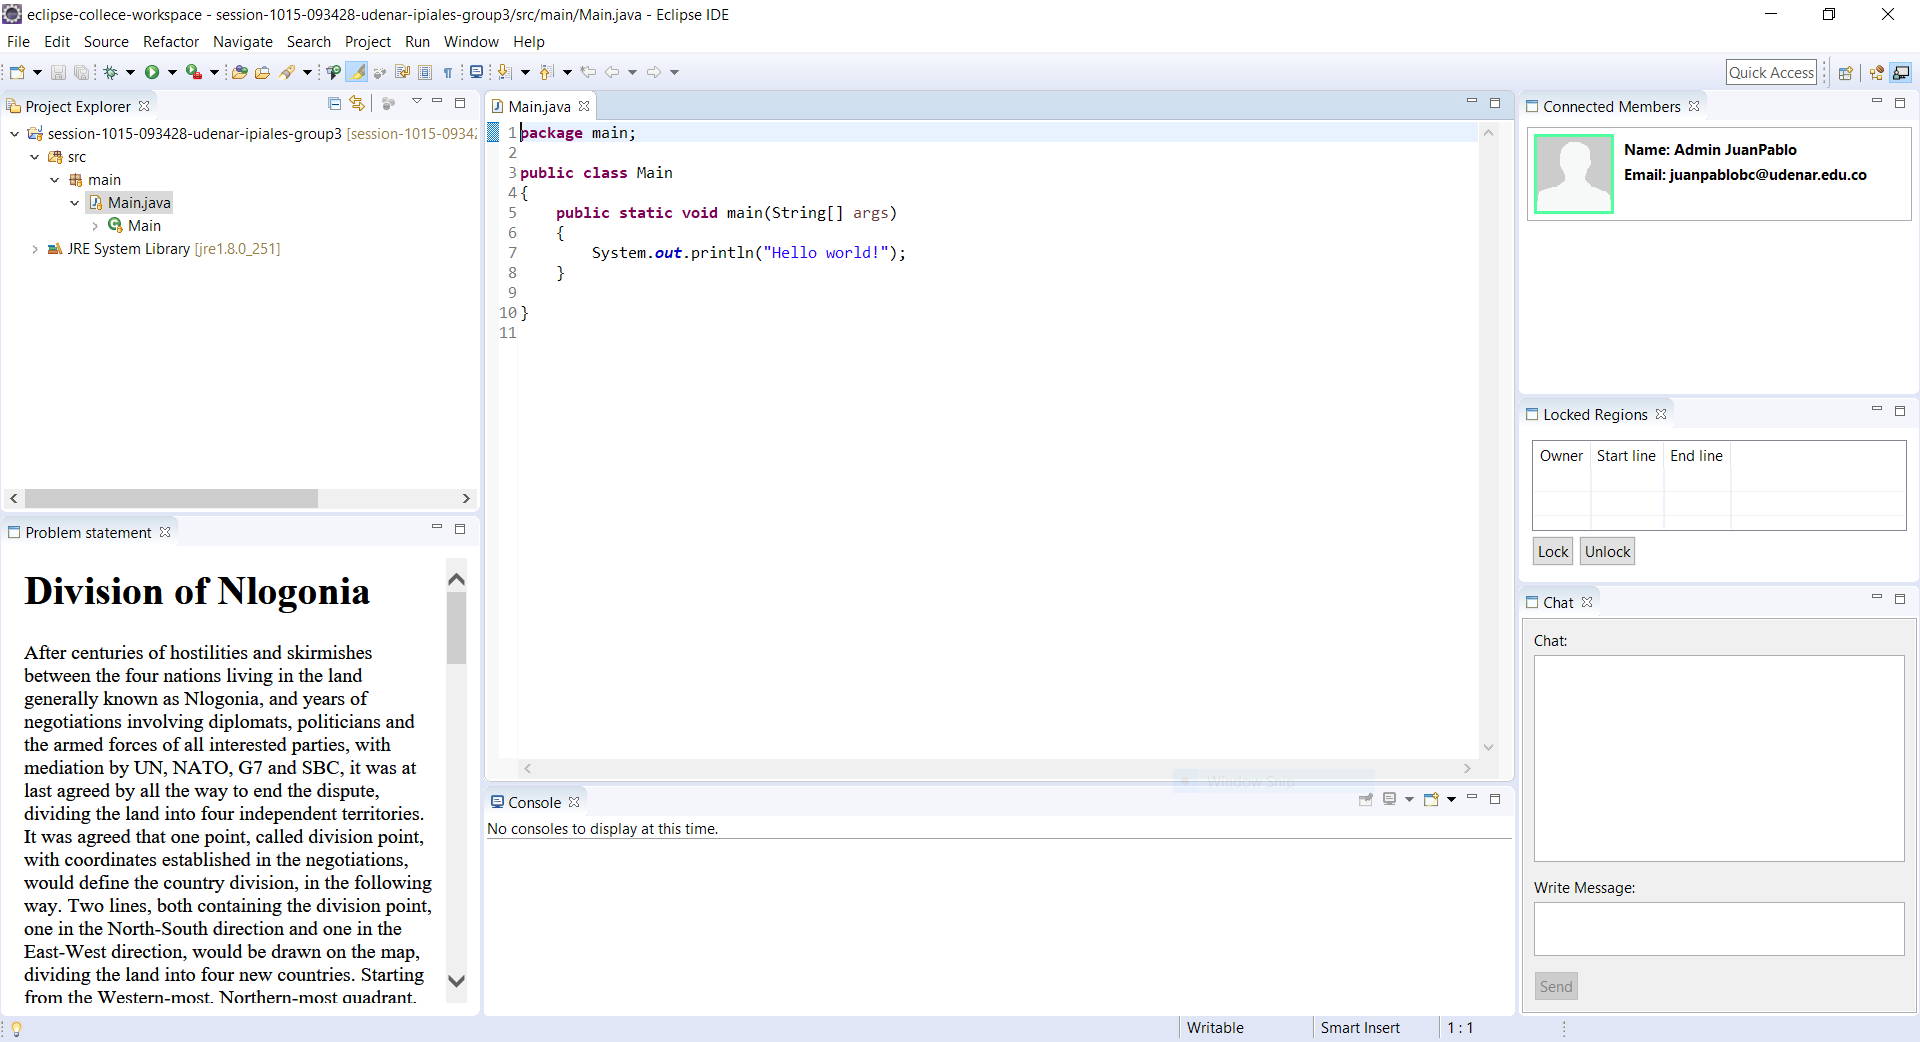 eclipse-collece-workspace - session-1015-093428-udenar-ipiales-group3/src/main/Main.java - Eclipse IDE
File Edit Source Refactor Navigate Search Project Run Window Help
Quick Access
Project Explorer
session-1015-093428-udenar-ipiales-group3 [session-1015-0934
src
main
Main.java
Main
JRE System Library [jre1.8.0_251]
Problem statement
Division of Nlogonia
After centuries of hostilities and skirmishes
between the four nations living in the land
generally known as Nlogonia, and years of
negotiations involving diplomats, politicians and
the armed forces of all interested parties, with
mediation by UN, NATO, G7 and SBC, it was at
last agreed by all the way to end the dispute,
dividing the land into four independent territories.
It was agreed that one point, called division point,
with coordinates established in the negotiations,
would define the country division, in the following
way. Two lines, both containing the division point,
one in the North-South direction and one in the
East-West direction, would be drawn on the map,
dividing the land into four new countries. Starting
from the Western-most, Northern-most quadrant,
Main.java
1 package main;
2
3 public class Main
4 {
5 public static void main(String[] args)
6 {
7 System.out.println("Hello world!");
8 }
9
10 }
11
Window Snip
Console
No consoles to display at this time.
Connected Members
Name: Admin JuanPablo
Email: juanpablobc@udenar.edu.co
Locked Regions
Owner Start line End line
Lock Unlock
Chat
Chat:
Write Message:
Send
Writable Smart Insert 1 : 1